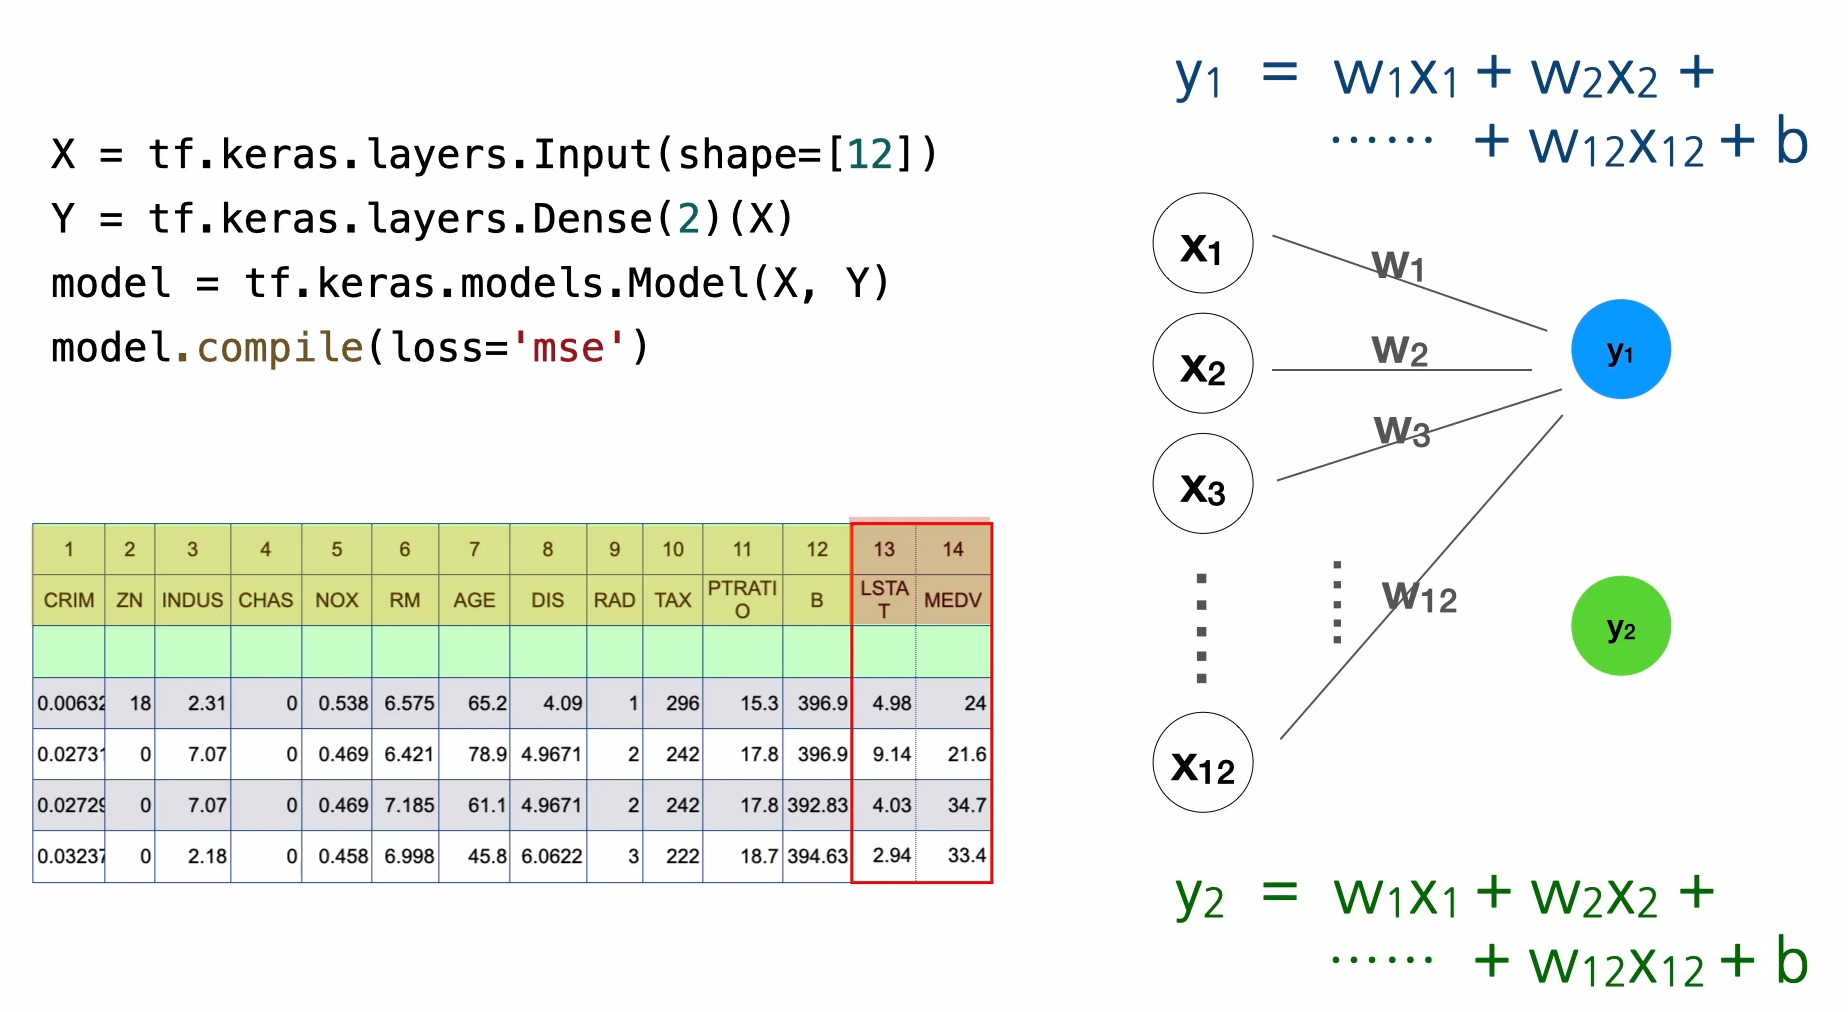 X = tf.keras.layers.Input(shape=[12])
Y = tf.keras.layers.Dense(2)(X)
model = tf.keras.models.Model(X, Y)
model.compile(loss='mse')
1 2 3 4 5 6 7 8 9 10 11 12 13 14
CRIM ZN INDUS CHAS NOX RM AGE DIS RAD TAX PTRATIO B LSTAT MEDV
0.00632 18 2.31 0 0.538 6.575 65.2 4.09 1 296 15.3 396.9 4.98 24
0.02731 0 7.07 0 0.469 6.421 78.9 4.9671 2 242 17.8 396.9 9.14 21.6
0.02729 0 7.07 0 0.469 7.185 61.1 4.9671 2 242 17.8 392.83 4.03 34.7
0.03237 0 2.18 0 0.458 6.998 45.8 6.0622 3 222 18.7 394.63 2.94 33.4
y1 = w1x1 + w2x2 +
······ + w12x12 + b
x1
w1
x2
w2
y1
x3
w3
w12
y2
x12
y2 = w1x1 + w2x2 +
······ + w12x12 + b